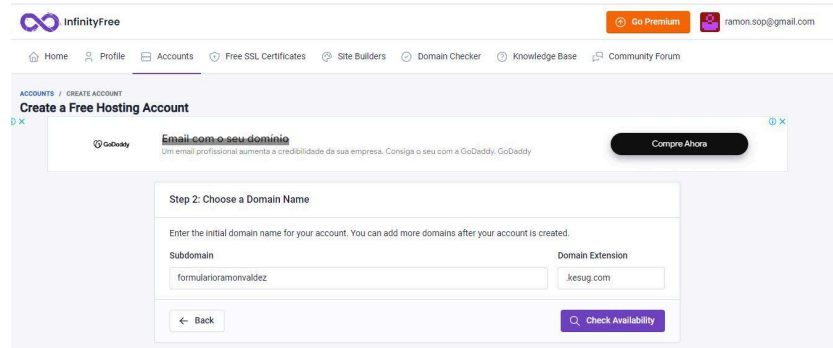 InfinityFree
Go Premium
ramon.sop@gmail.com
Home Profile Accounts Free SSL Certificates Site Builders Domain Checker Knowledge Base Community Forum
ACCOUNTS / CREATE ACCOUNT
Create a Free Hosting Account
GoDaddy
Email com o seu domínio
Um email profissional aumenta a credibilidade da sua empresa. Consiga o seu com a GoDaddy. GoDaddy
Compre Ahora
Step 2: Choose a Domain Name
Enter the initial domain name for your account. You can add more domains after your account is created.
Subdomain Domain Extension
formularioramonvaldez .kesug.com
← Back Check Availability